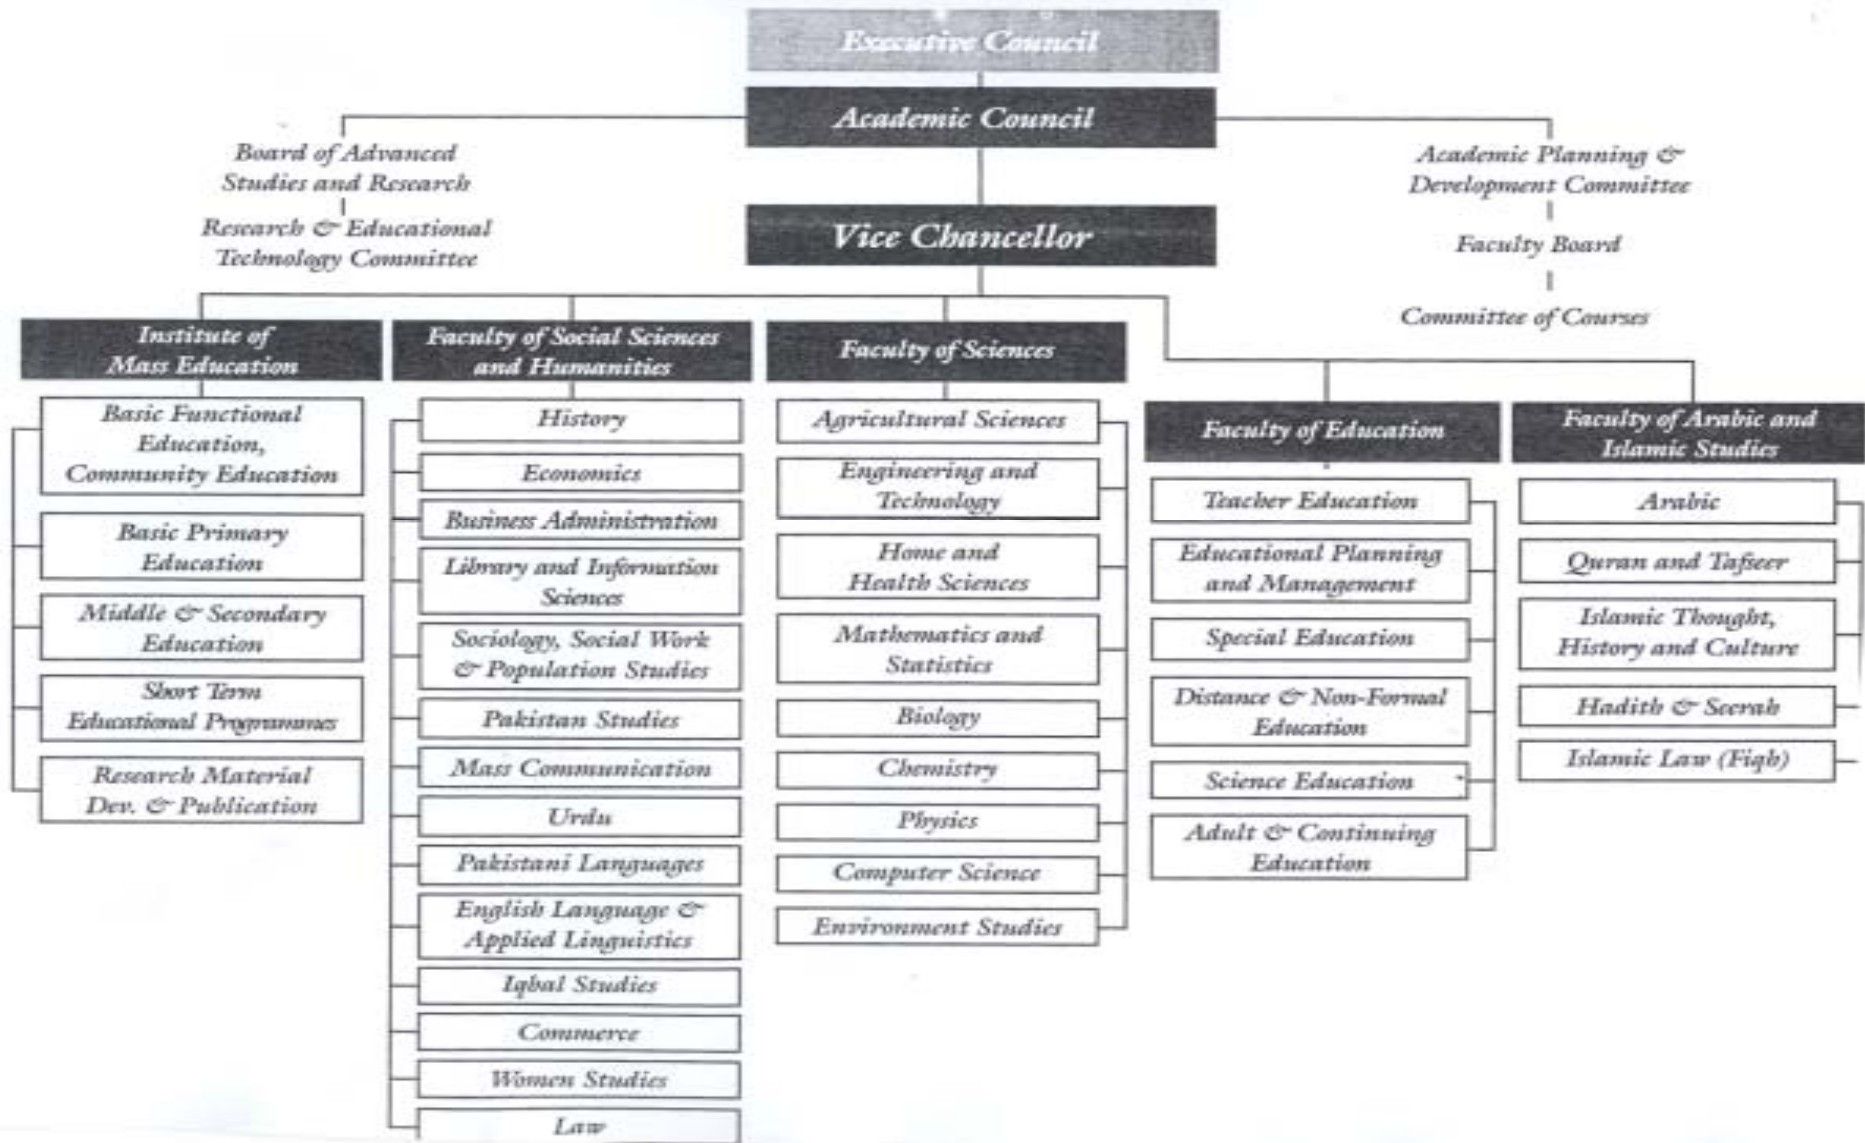 Executive Council
Academic Council
Board of Advanced
Studies and Research
Research & Educational
Technology Committee
Academic Planning &
Development Committee
Faculty Board
Committee of Courses
Vice Chancellor
Institute of
Mass Education
Basic Functional
Education,
Community Education
Basic Primary
Education
Middle & Secondary
Education
Short Term
Educational Programmes
Research Material
Dev. & Publication
Faculty of Social Sciences
and Humanities
History
Economics
Business Administration
Library and Information
Sciences
Sociology, Social Work
& Population Studies
Pakistan Studies
Mass Communication
Urdu
Pakistani Languages
English Language &
Applied Linguistics
Iqbal Studies
Commerce
Women Studies
Law
Faculty of Sciences
Agricultural Sciences
Engineering and
Technology
Home and
Health Sciences
Mathematics and
Statistics
Biology
Chemistry
Physics
Computer Science
Environment Studies
Faculty of Education
Teacher Education
Educational Planning
and Management
Special Education
Distance & Non-Formal
Education
Science Education
Adult & Continuing
Education
Faculty of Arabic and
Islamic Studies
Arabic
Quran and Tafseer
Islamic Thought,
History and Culture
Hadith & Seerah
Islamic Law (Fiqh)